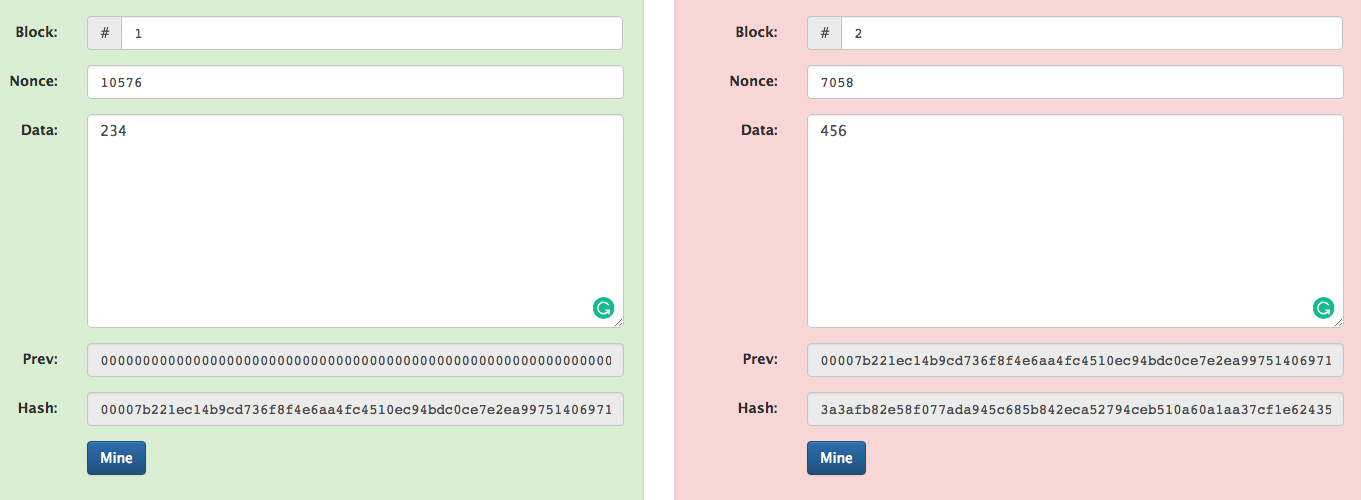 Block: # 1
Nonce: 10576
Data: 234
Prev: 000000000000000000000000000000000000000000000000000000000000
Hash: 00007b221ec14b9cd736f8f4e6aa4fc4510ec94bdc0ce7e2ea99751406971
Mine
Block: # 2
Nonce: 7058
Data: 456
Prev: 00007b221ec14b9cd736f8f4e6aa4fc4510ec94bdc0ce7e2ea99751406971
Hash: 3a3afb82e58f077ada945c685b842eca52794ceb510a60a1aa37cf1e62435
Mine